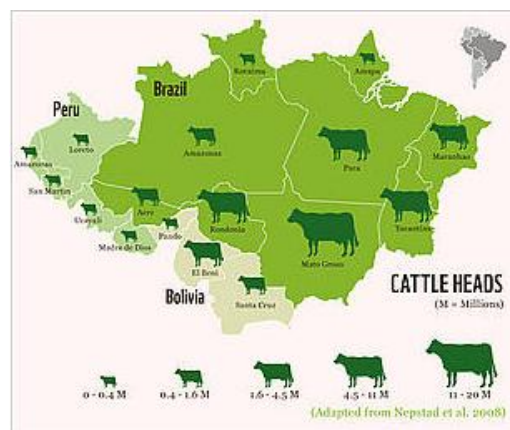 Roraima
Amapa
Brazil
Peru
Loreto
Amazonas
Amazonas
Para
Maranhao
San Martin
Ucayali
Acre
Rondonia
Tocantins
Pando
Madre de Dios
Mato Groso
El Beni
CATTLE HEADS
Bolivia
Santa Cruz
(M = Millions)
0 - 0.4 M
0.4 - 1.6 M
1.6 - 4.5 M
4.5 - 11 M
11 - 20 M
(Adapted from Nepstad et al. 2008)